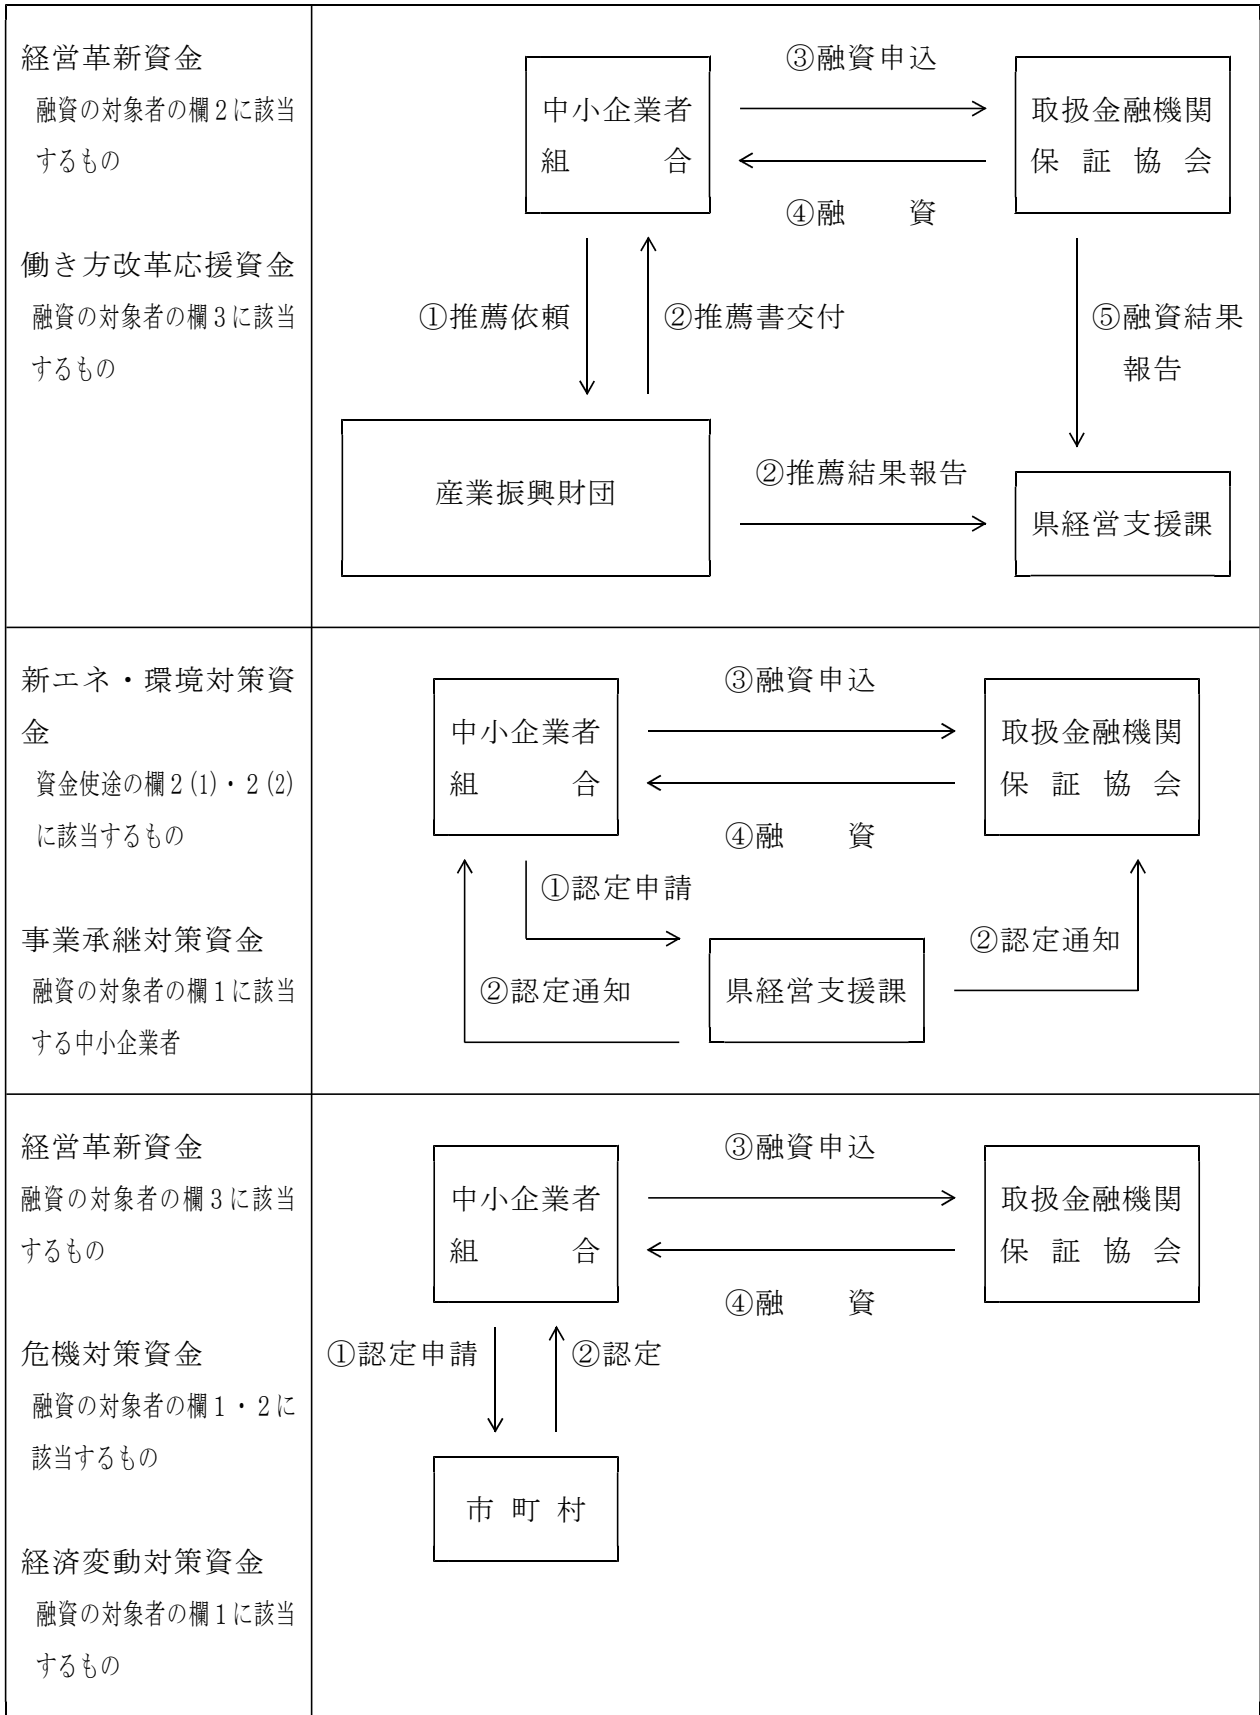 経営革新資金
融資の対象者の欄2に該当
するもの
働き方改革応援資金
融資の対象者の欄3に該当
するもの
③融資申込
中小企業者
組　　　合
取扱金融機関
保証協会
④融　　資
①推薦依頼
②推薦書交付
⑤融資結果
報告
産業振興財団
②推薦結果報告
県経営支援課
新エネ・環境対策資
金
資金使途の欄2(1)・2(2)
に該当するもの
事業承継対策資金
融資の対象者の欄1に該当
する中小企業者
③融資申込
中小企業者
組　　　合
取扱金融機関
保証協会
④融　　資
①認定申請
②認定通知
県経営支援課
②認定通知
経営革新資金
融資の対象者の欄3に該当
するもの
危機対策資金
融資の対象者の欄1・2に
該当するもの
経済変動対策資金
融資の対象者の欄1に該当
するもの
③融資申込
中小企業者
組　　　合
取扱金融機関
保証協会
④融　　資
①認定申請
②認定
市町村